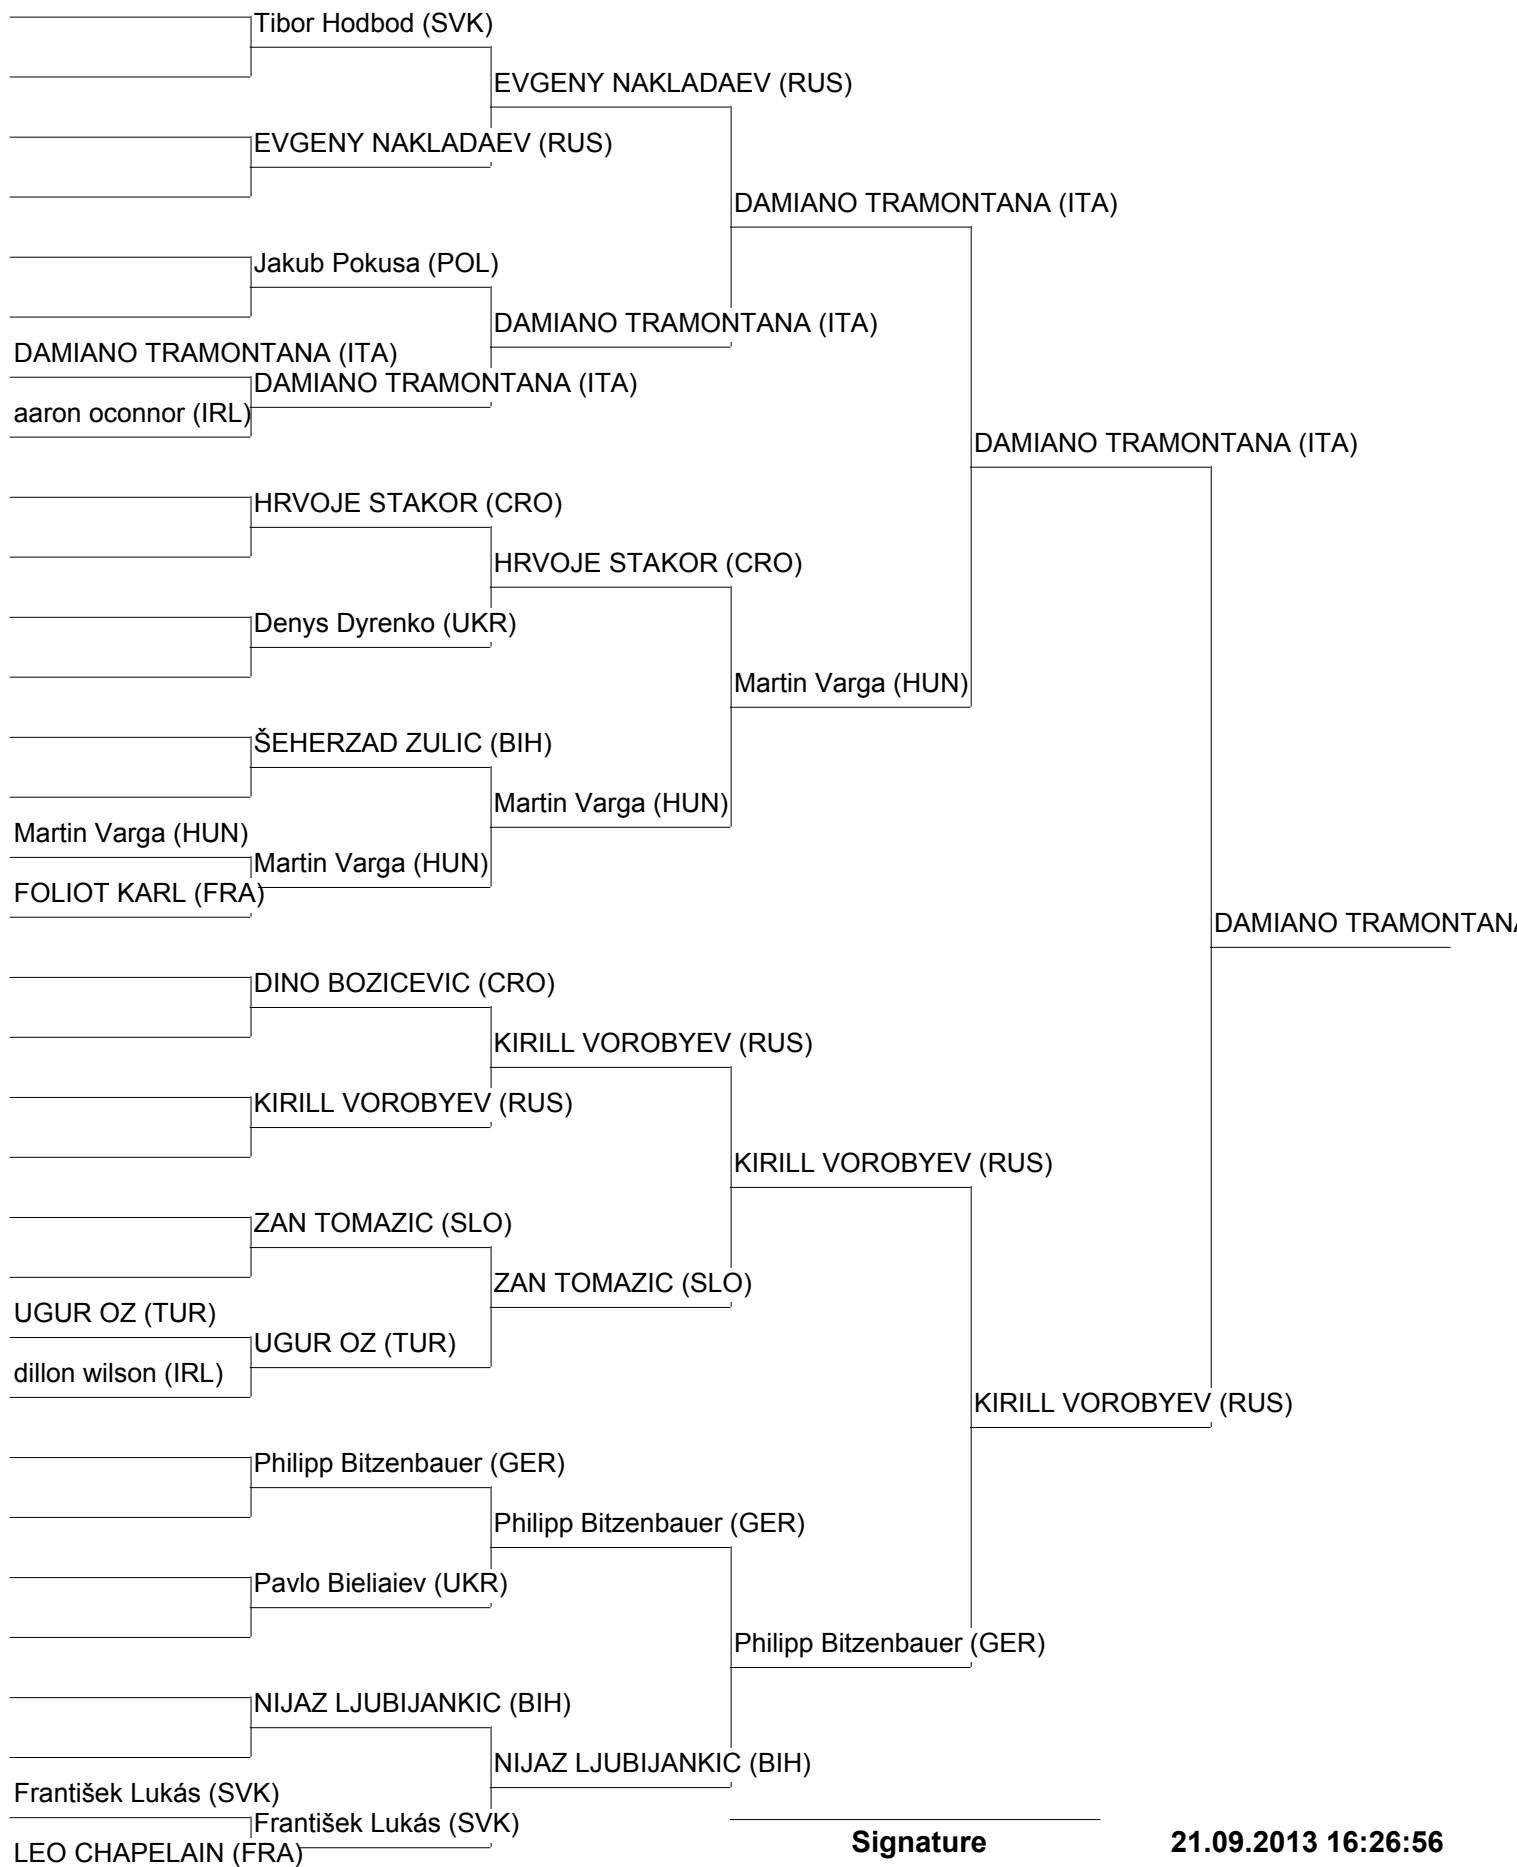 Tibor Hodbod (SVK)
EVGENY NAKLADAEV (RUS)
EVGENY NAKLADAEV (RUS)
DAMIANO TRAMONTANA (ITA)
Jakub Pokusa (POL)
DAMIANO TRAMONTANA (ITA)
DAMIANO TRAMONTANA (ITA)
DAMIANO TRAMONTANA (ITA)
aaron oconnor (IRL)
DAMIANO TRAMONTANA (ITA)
HRVOJE STAKOR (CRO)
HRVOJE STAKOR (CRO)
Denys Dyrenko (UKR)
Martin Varga (HUN)
ŠEHERZAD ZULIC (BIH)
Martin Varga (HUN)
Martin Varga (HUN)
Martin Varga (HUN)
FOLIOT KARL (FRA)
DAMIANO TRAMONTANA
DINO BOZICEVIC (CRO)
KIRILL VOROBYEV (RUS)
KIRILL VOROBYEV (RUS)
KIRILL VOROBYEV (RUS)
ZAN TOMAZIC (SLO)
ZAN TOMAZIC (SLO)
UGUR OZ (TUR)
UGUR OZ (TUR)
dillon wilson (IRL)
KIRILL VOROBYEV (RUS)
Philipp Bitzenbauer (GER)
Philipp Bitzenbauer (GER)
Pavlo Bieliaiev (UKR)
Philipp Bitzenbauer (GER)
NIJAZ LJUBIJANKIC (BIH)
NIJAZ LJUBIJANKIC (BIH)
František Lukás (SVK)
František Lukás (SVK)
LEO CHAPELAIN (FRA)
Signature
21.09.2013 16:26:56